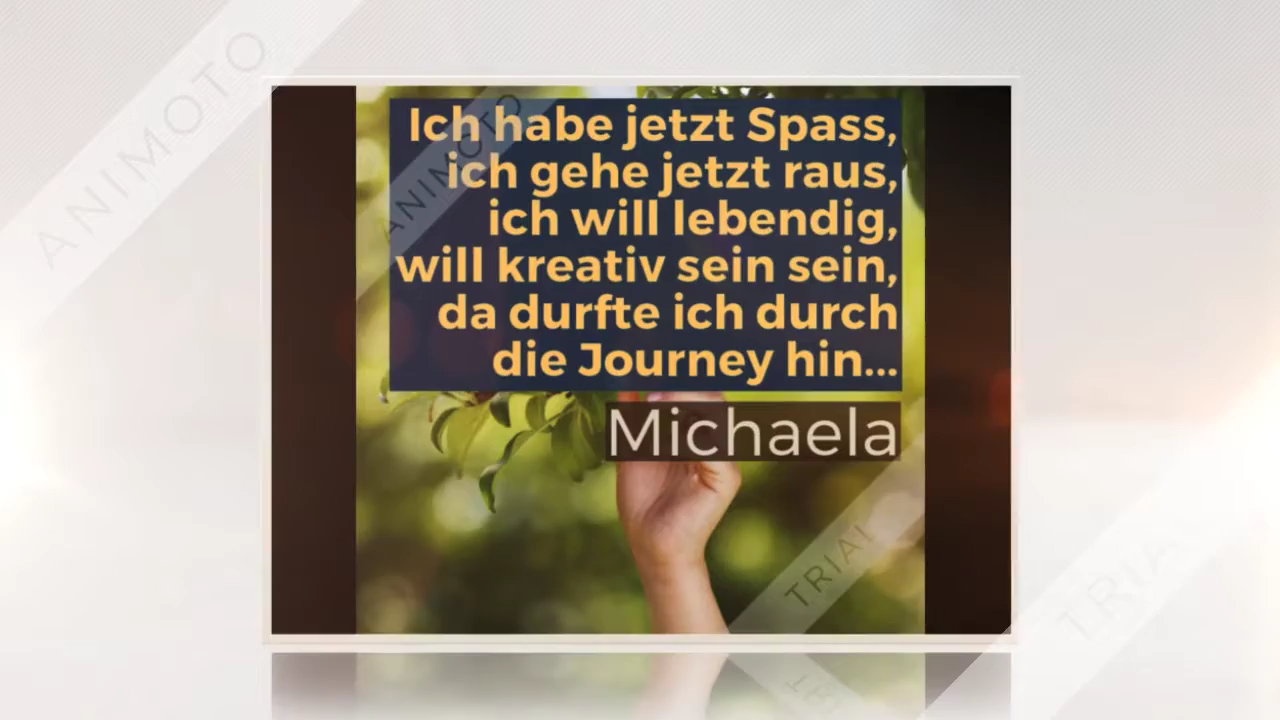 ANIMOTO
Ich habe jetzt Spass,
ich gehe jetzt raus,
ich will lebendig,
will kreativ sein sein,
da durfte ich durch
die Journey hin...
ANIMOTO
Michaela
TRIAL
TRIAL